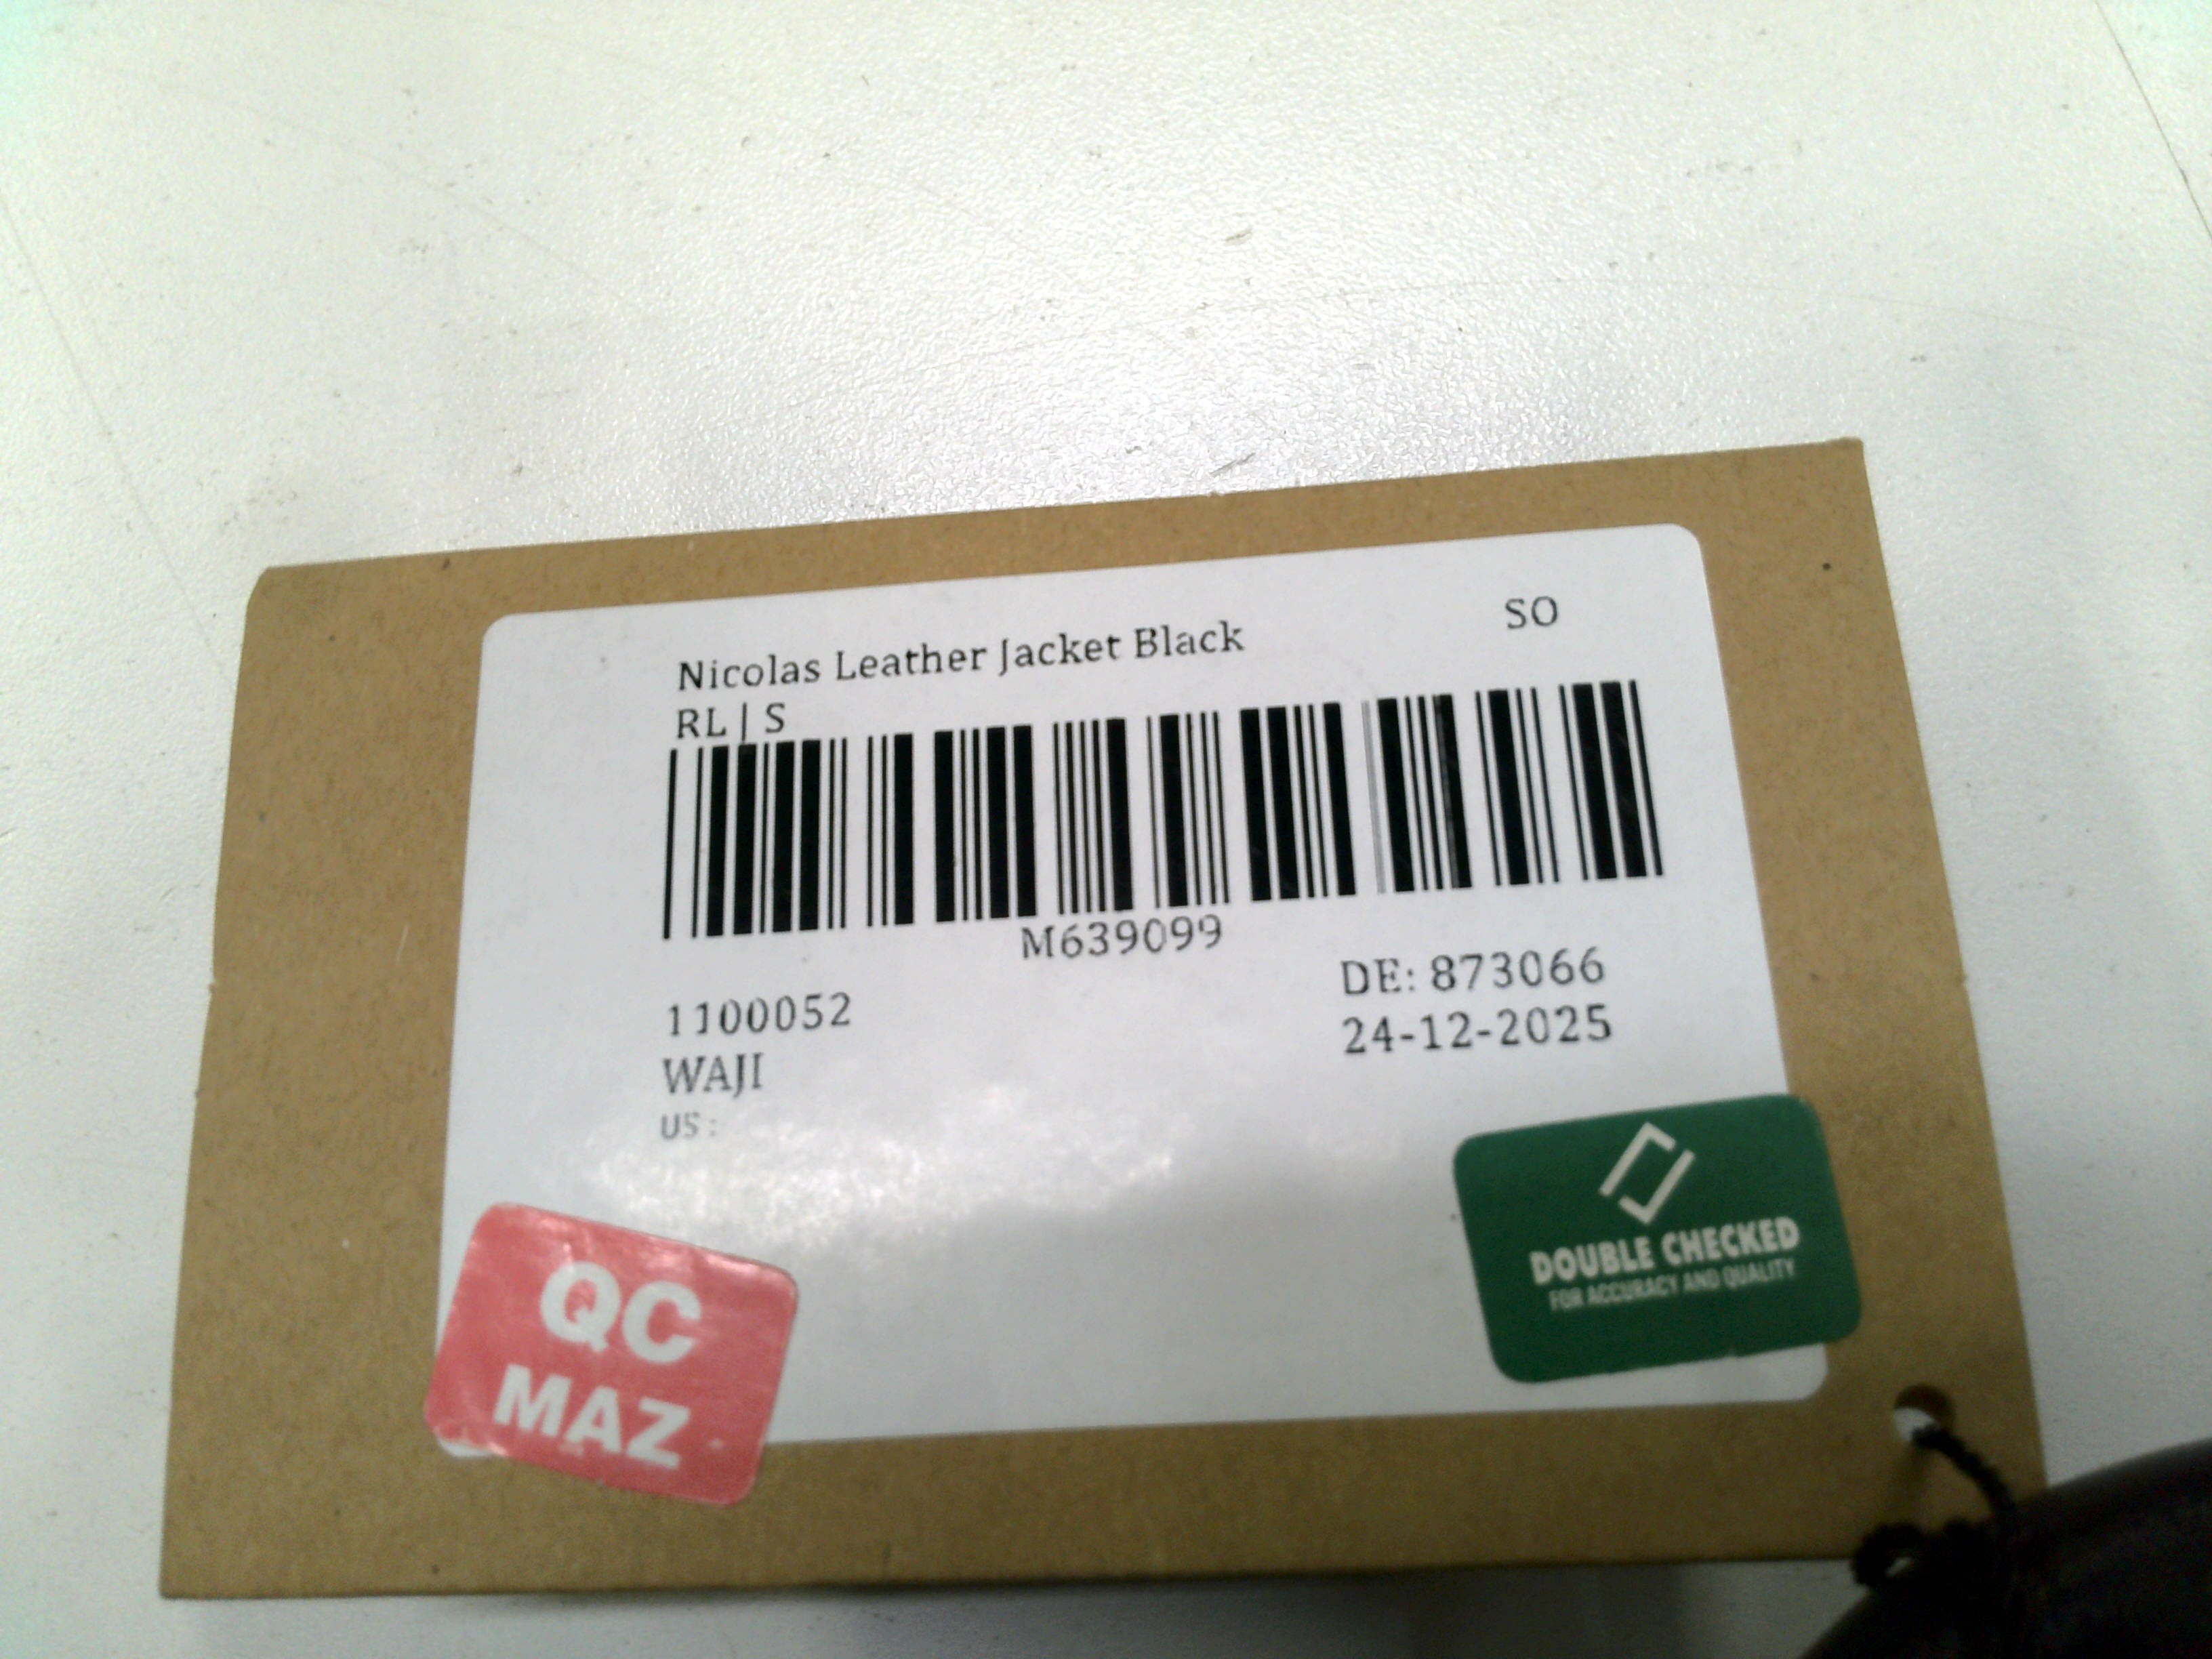 Nicolas Leather Jacket Black
SO
RL | S
M639099
1100052
DE: 873066
WAJI
24-12-2025
US :
QC
MAZ
DOUBLE CHECKED
FOR ACCURACY AND QUALITY